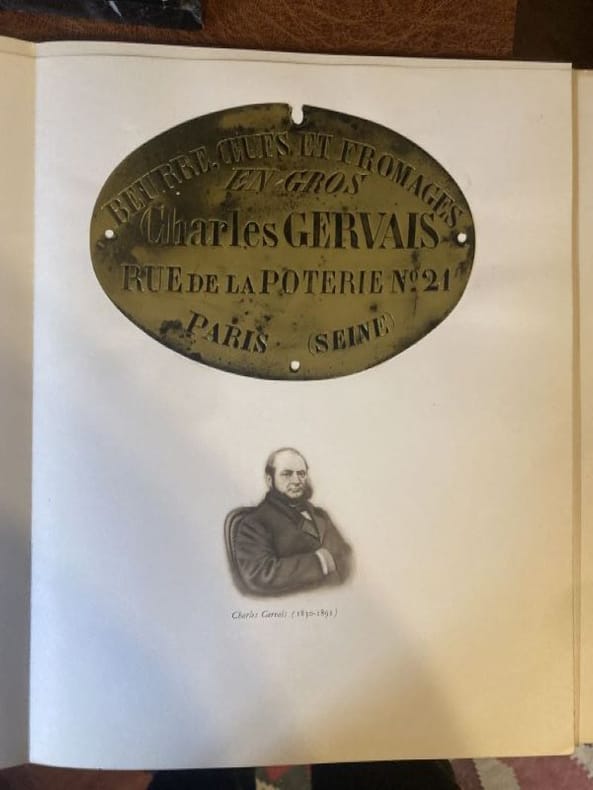 BEURRE, ŒUFS ET FROMAGES
EN GROS
Charles GERVAIS
RUE DE LA POTERIE Nº 21
PARIS (SEINE)
Charles Gervais (1830-1892)